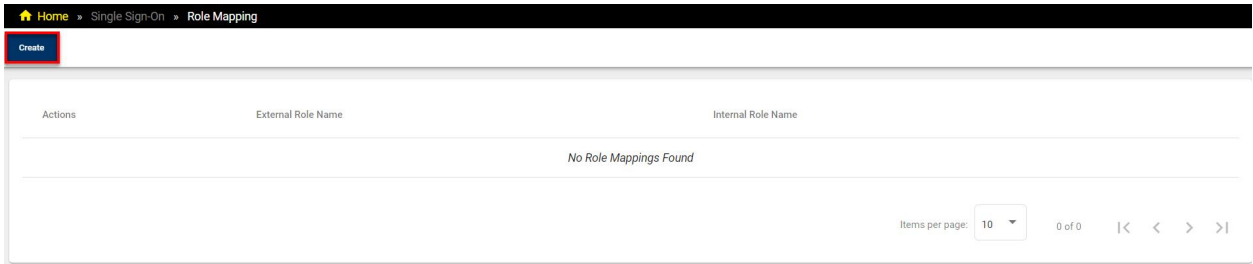 Home » Single Sign-On » Role Mapping
Create
Actions External Role Name Internal Role Name
No Role Mappings Found
Items per page: 10 0 of 0